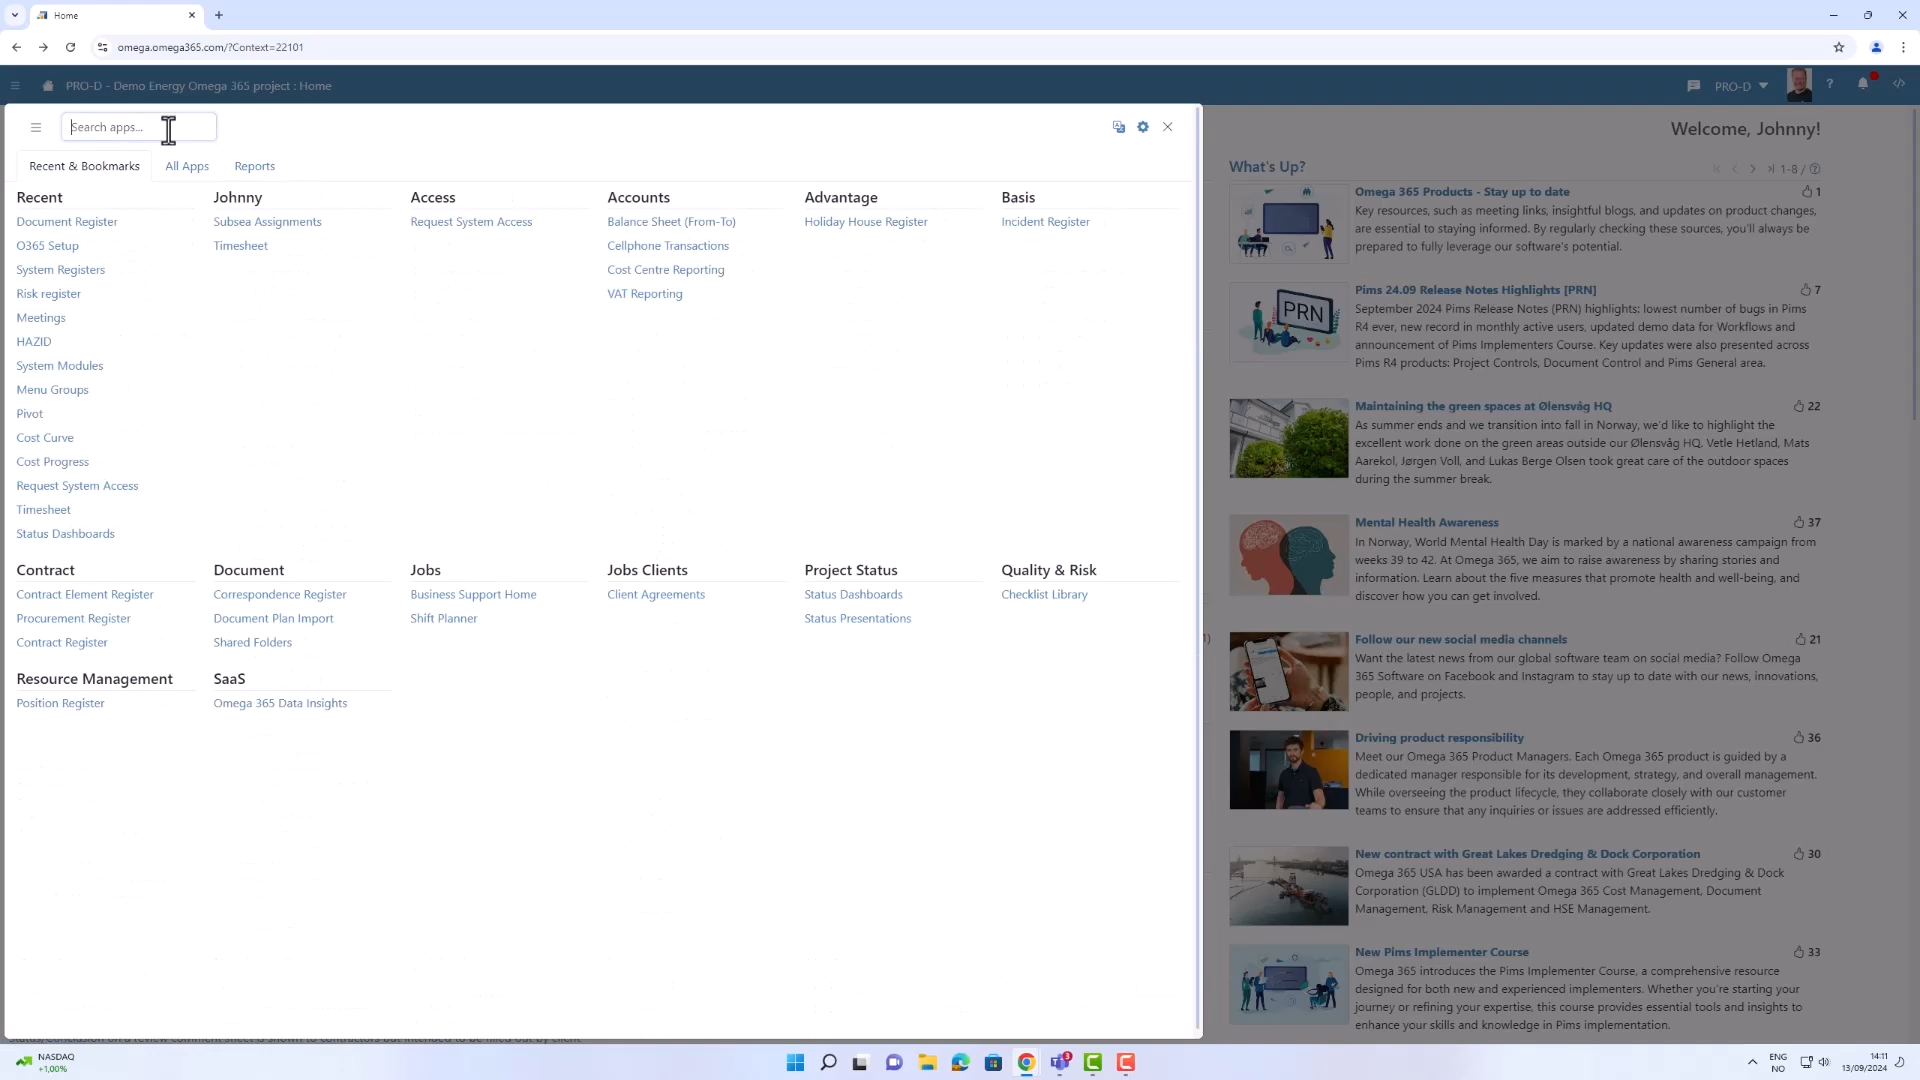 Home
omega.omega365.com/?Context=22101
PRO-D - Demo Energy Omega 365 project : Home
PRO-D
?
Search apps...
Recent & Bookmarks
All Apps
Reports
Recent
Document Register
O365 Setup
System Registers
Risk register
Meetings
HAZID
System Modules
Menu Groups
Pivot
Cost Curve
Cost Progress
Request System Access
Timesheet
Status Dashboards
Johnny
Subsea Assignments
Timesheet
Access
Request System Access
Accounts
Balance Sheet (From-To)
Cellphone Transactions
Cost Centre Reporting
VAT Reporting
Advantage
Holiday House Register
Basis
Incident Register
Contract
Contract Element Register
Procurement Register
Contract Register
Document
Correspondence Register
Document Plan Import
Shared Folders
Jobs
Business Support Home
Shift Planner
Jobs Clients
Client Agreements
Project Status
Status Dashboards
Status Presentations
Quality & Risk
Checklist Library
Resource Management
Position Register
SaaS
Omega 365 Data Insights
Welcome, Johnny!
What's Up?
1-8 /
Omega 365 Products - Stay up to date
1
Key resources, such as meeting links, insightful blogs, and updates on product changes,
are essential to staying informed. By regularly checking these sources, you'll always be
prepared to fully leverage our software's potential.
PRN
Pims 24.09 Release Notes Highlights [PRN]
7
September 2024 Pims Release Notes (PRN) highlights: lowest number of bugs in Pims
R4 ever, new record in monthly active users, updated demo data for Workflows and
announcement of Pims Implementers Course. Key updates were also presented across
Pims R4 products: Project Controls, Document Control and Pims General area.
Maintaining the green spaces at Ølensvåg HQ
22
As summer ends and we transition into fall in Norway, we'd like to highlight the
excellent work done on the green areas outside our Ølensvåg HQ. Vetle Hetland, Mats
Aarekol, Jørgen Voll, and Lukas Berge Olsen took great care of the outdoor spaces
during the summer break.
Mental Health Awareness
37
In Norway, World Mental Health Day is marked by a national awareness campaign from
weeks 39 to 42. At Omega 365, we aim to raise awareness by sharing stories and
information. Learn about the five measures that promote health and well-being, and
discover how you can get involved.
Follow our new social media channels
21
Want the latest news from our global software team on social media? Follow Omega
365 Software on Facebook and Instagram to stay up to date with our news, innovations,
people, and projects.
Driving product responsibility
36
Meet our Omega 365 Product Managers. Each Omega 365 product is guided by a
dedicated manager responsible for its development, strategy, and overall management.
While overseeing the product lifecycle, they collaborate closely with our customer
teams to ensure that any inquiries or issues are addressed efficiently.
New contract with Great Lakes Dredging & Dock Corporation
30
Omega 365 USA has been awarded a contract with Great Lakes Dredging & Dock
Corporation (GLDD) to implement Omega 365 Cost Management, Document
Management, Risk Management and HSE Management.
New Pims Implementer Course
33
Omega 365 introduces the Pims Implementer Course, a comprehensive resource
designed for both new and experienced implementers. Whether you're starting your
journey or refining your expertise, this course provides essential tools and insights to
enhance your skills and knowledge in Pims implementation.
NASDAQ
+1,00%
3
ENG
NO
14:11
13/09/2024